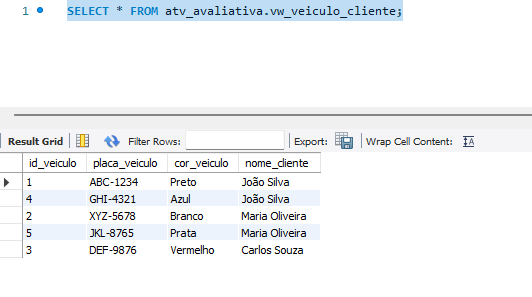 1 SELECT * FROM atv_avaliativa.vw_veiculo_cliente;
Result Grid Filter Rows: Export: Wrap Cell Content:
id_veiculo placa_veiculo cor_veiculo nome_cliente
1 ABC-1234 Preto João Silva
4 GHI-4321 Azul João Silva
2 XYZ-5678 Branco Maria Oliveira
5 JKL-8765 Prata Maria Oliveira
3 DEF-9876 Vermelho Carlos Souza